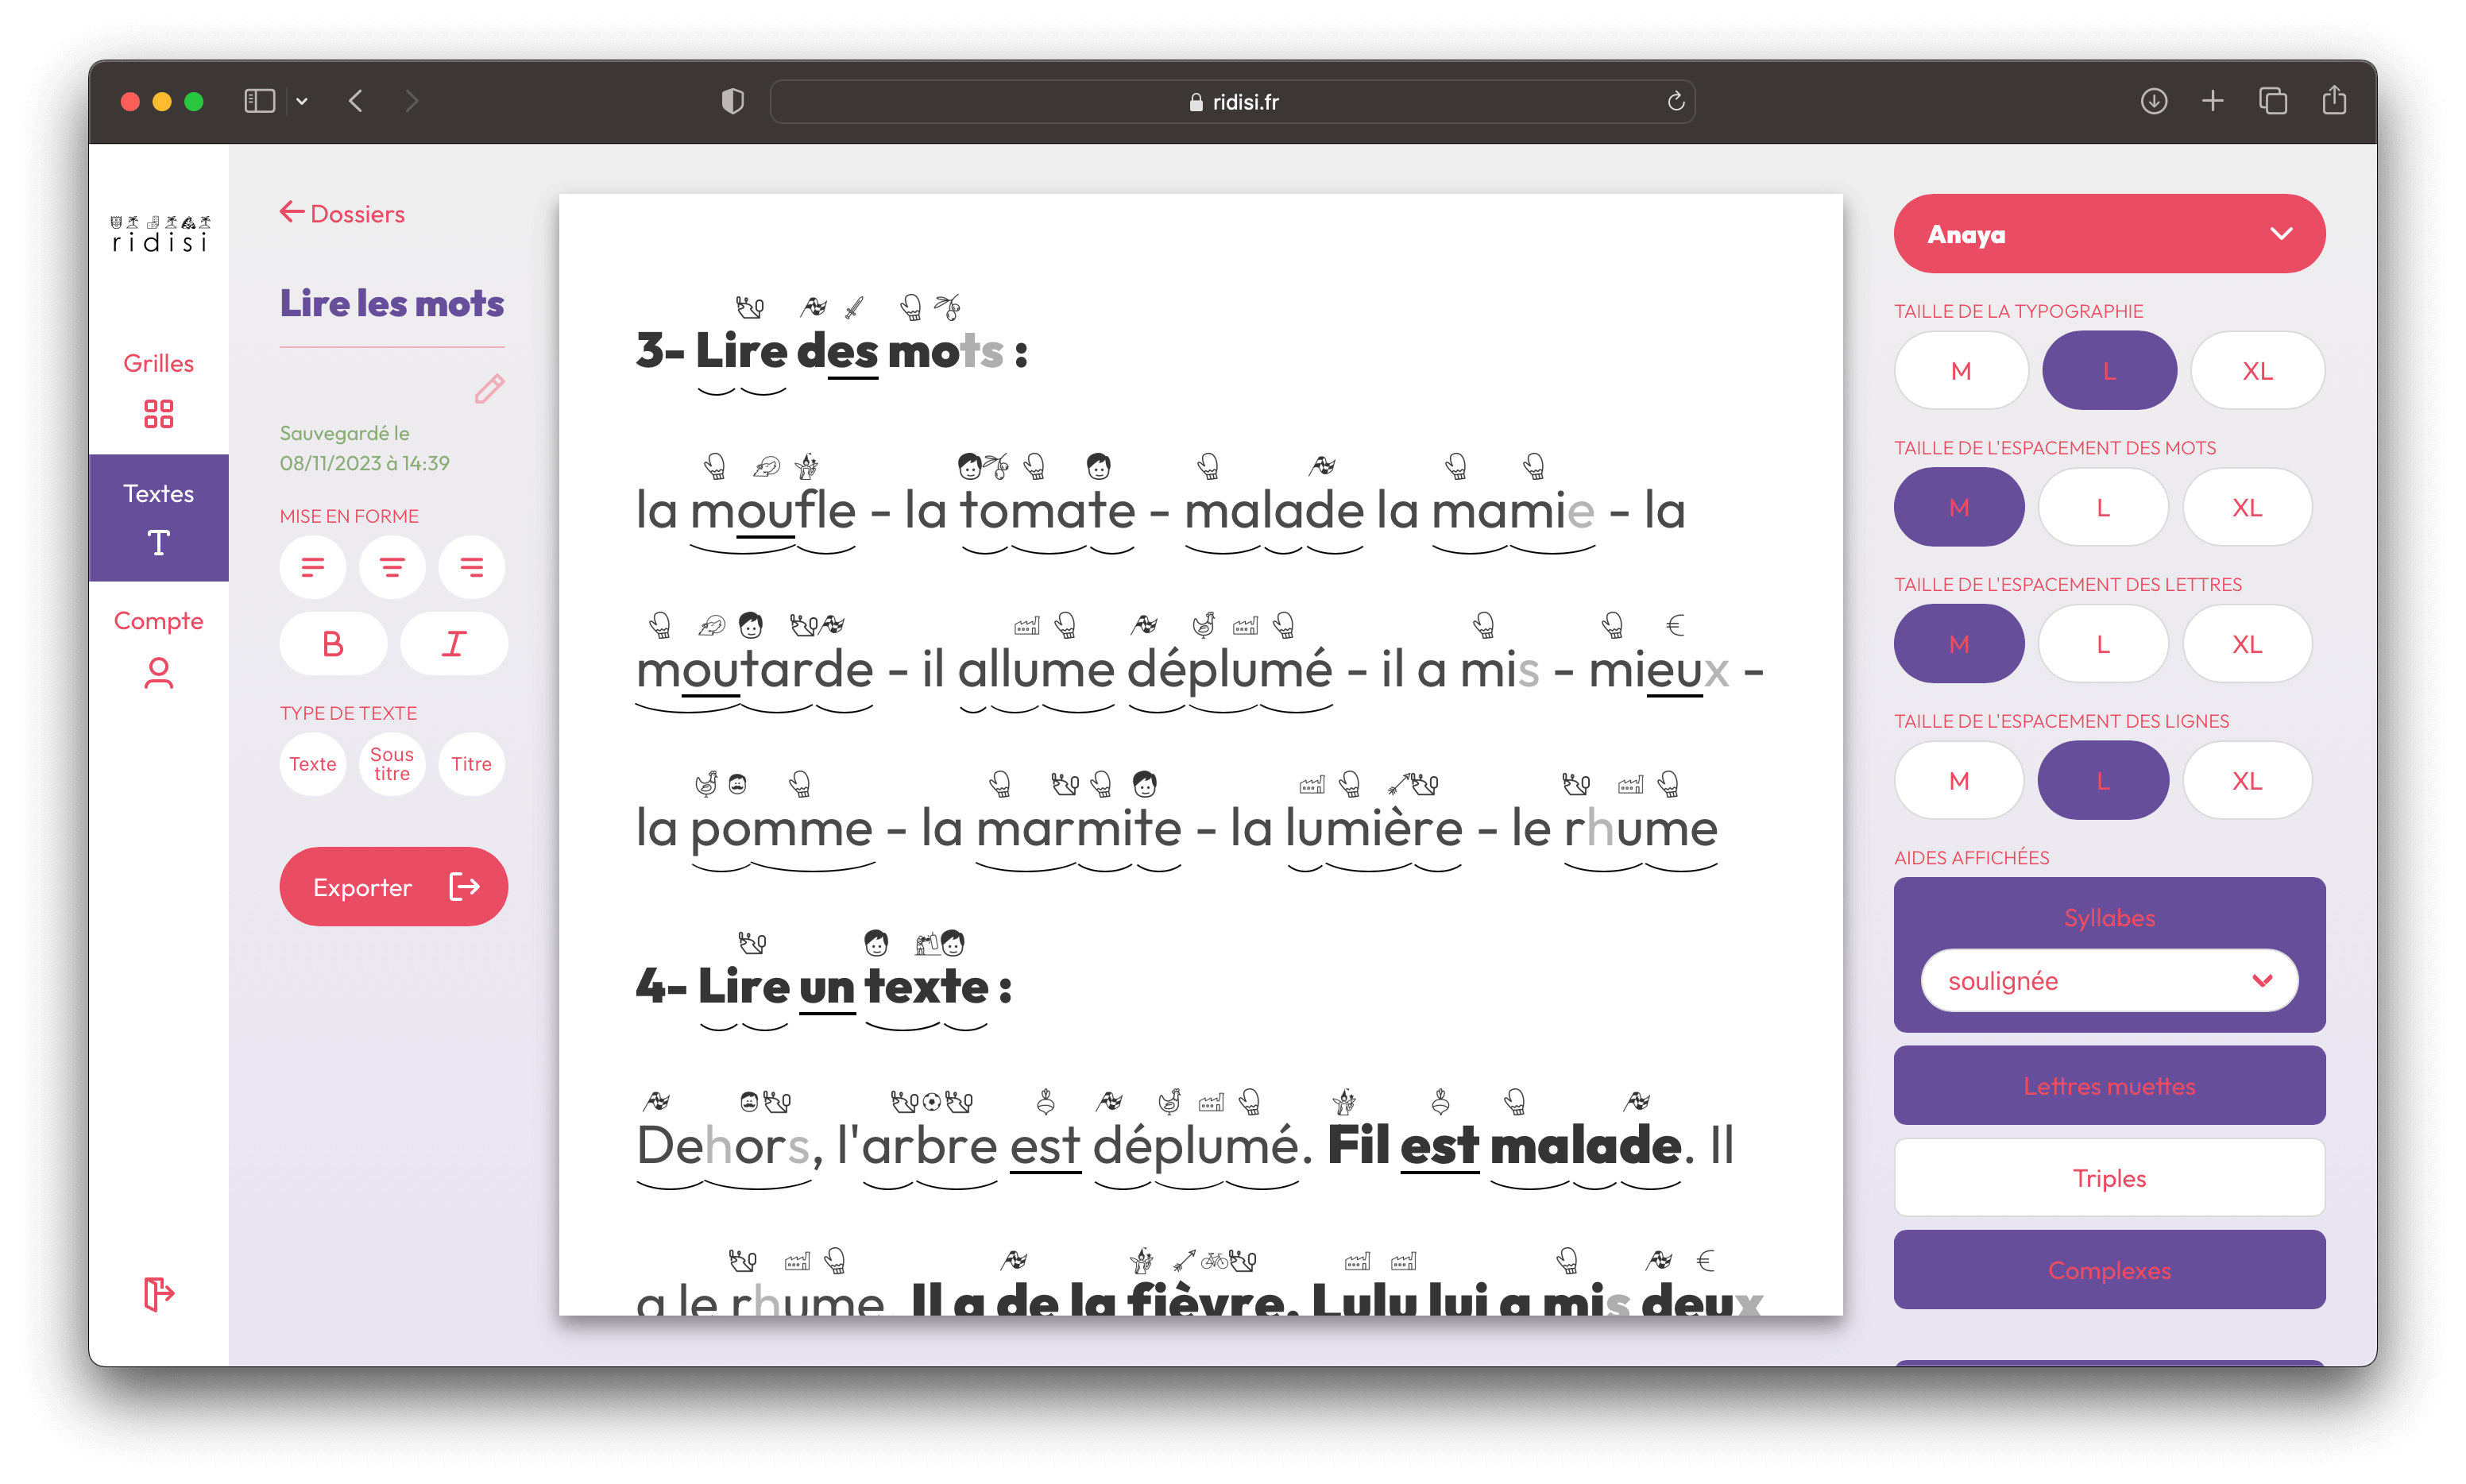 ridisi.fr
ridisi
Grilles
Textes
Compte
Dossiers
Lire les mots
Sauvegardé le
08/11/2023 à 14:39
MISE EN FORME
B I
TYPE DE TEXTE
Texte
Sous
titre
Titre
Exporter
3- Lire des mots :
la moufle - la tomate - malade la mamie - la
moutarde - il allume déplumé - il a mis - mieux -
la pomme - la marmite - la lumière - le rhume
4- Lire un texte :
Dehors, l'arbre est déplumé. Fil est malade. Il
a le rhume. Il a de la fièvre. Lulu lui a mis deux
Anaya
TAILLE DE LA TYPOGRAPHIE
M L XL
TAILLE DE L'ESPACEMENT DES MOTS
M L XL
TAILLE DE L'ESPACEMENT DES LETTRES
M L XL
TAILLE DE L'ESPACEMENT DES LIGNES
M L XL
AIDES AFFICHÉES
Syllabes
soulignée
Lettres muettes
Triples
Complexes